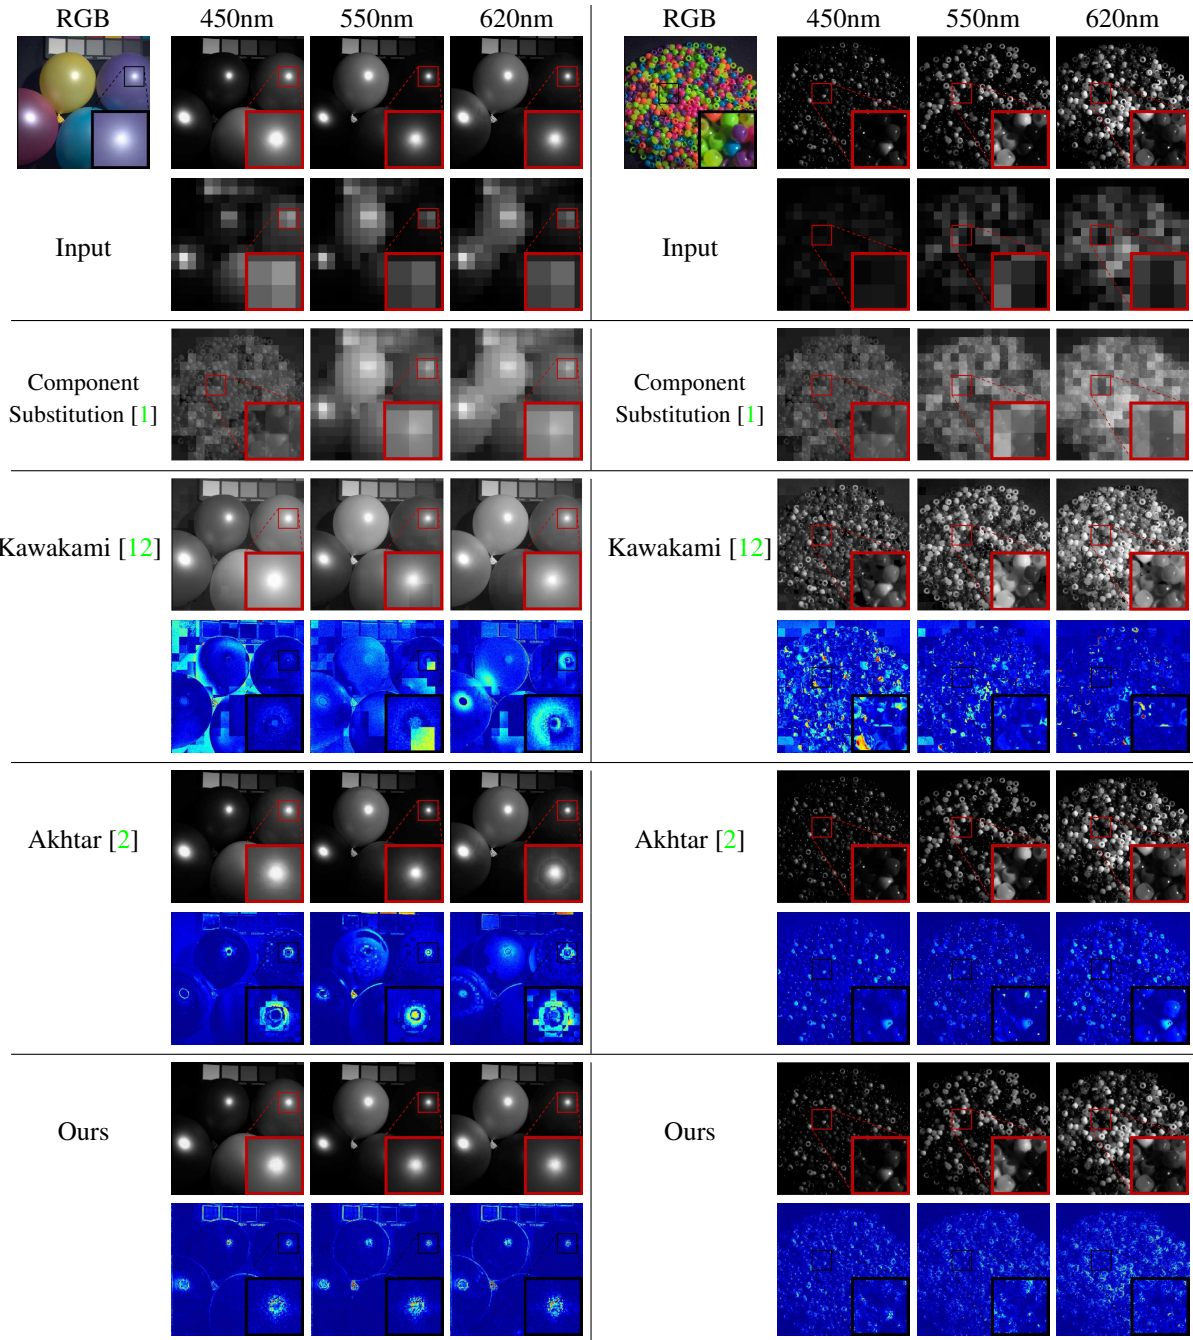 RGB 450nm 550nm 620nm RGB 450nm 550nm 620nm
Input Input
Component Component
Substitution [1] Substitution [1]
Kawakami [12] Kawakami [12]
Akhtar [2] Akhtar [2]
Ours Ours